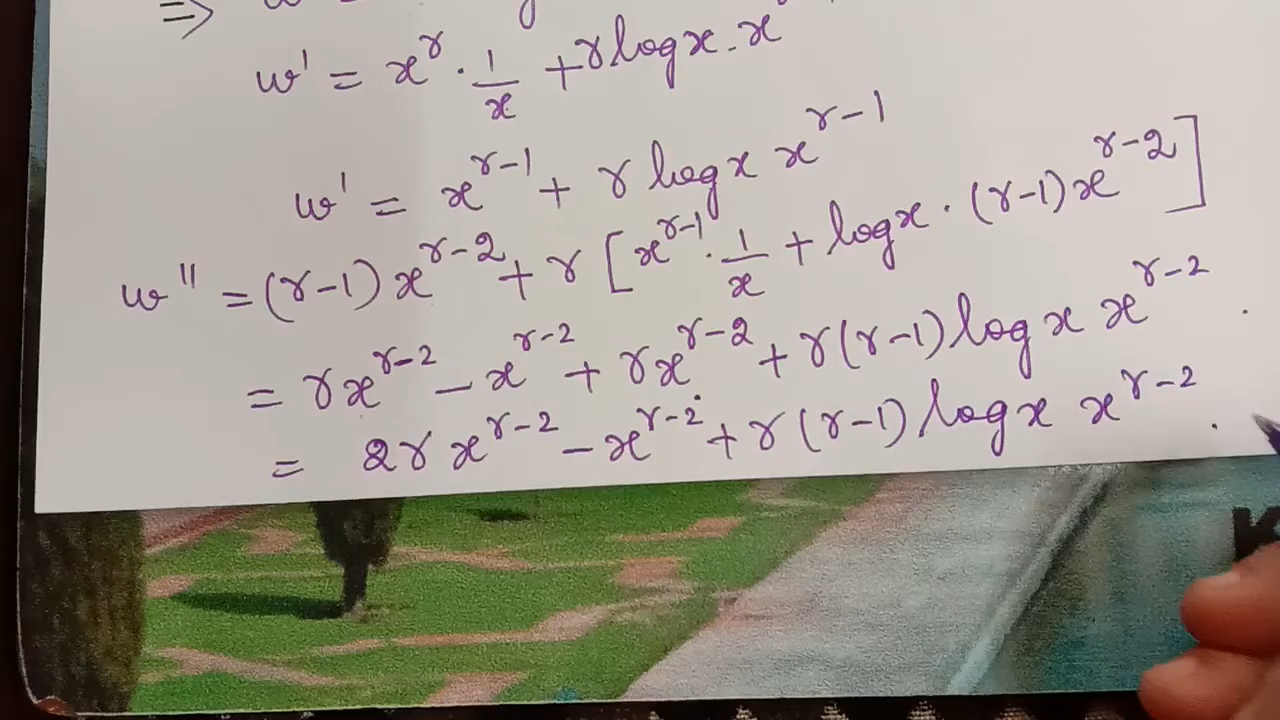 w' = x^r · 1/x + r log x · x
w' = x^{r-1} + r log x x^{r-1}
w'' = (r-1) x^{r-2} + r [x^{r-1} · 1/x + log x · (r-1) x^{r-2}]
= r x^{r-2} - x^{r-2} + r x^{r-2} + r(r-1) log x x^{r-2} .
= 2r x^{r-2} - x^{r-2} + r(r-1) log x x^{r-2} .